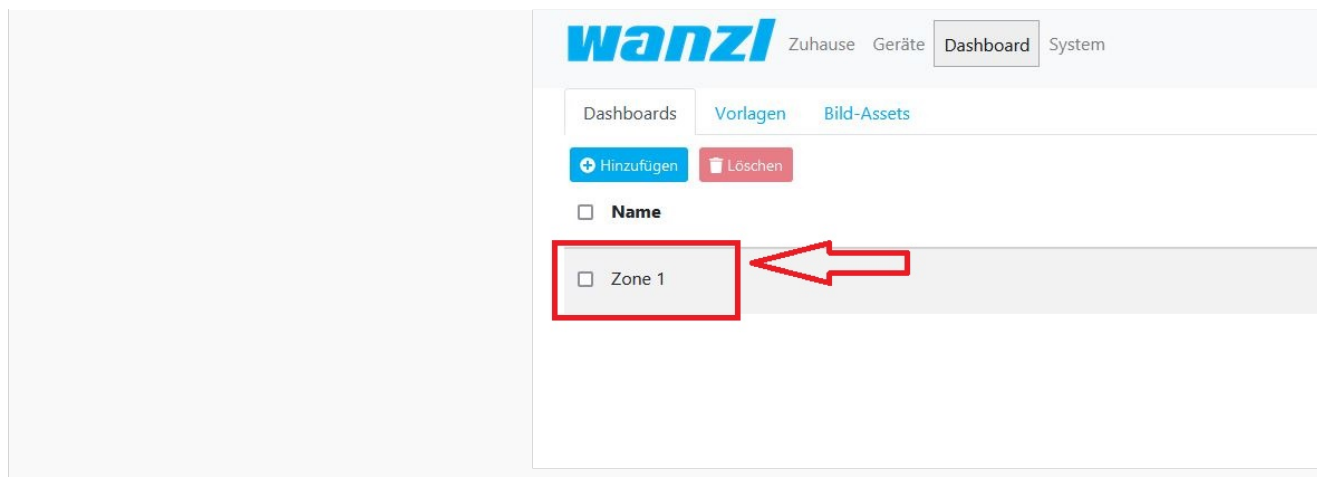 wanzl Zuhause Geräte Dashboard System
Dashboards Vorlagen Bild-Assets
Hinzufügen Löschen
Name
Zone 1